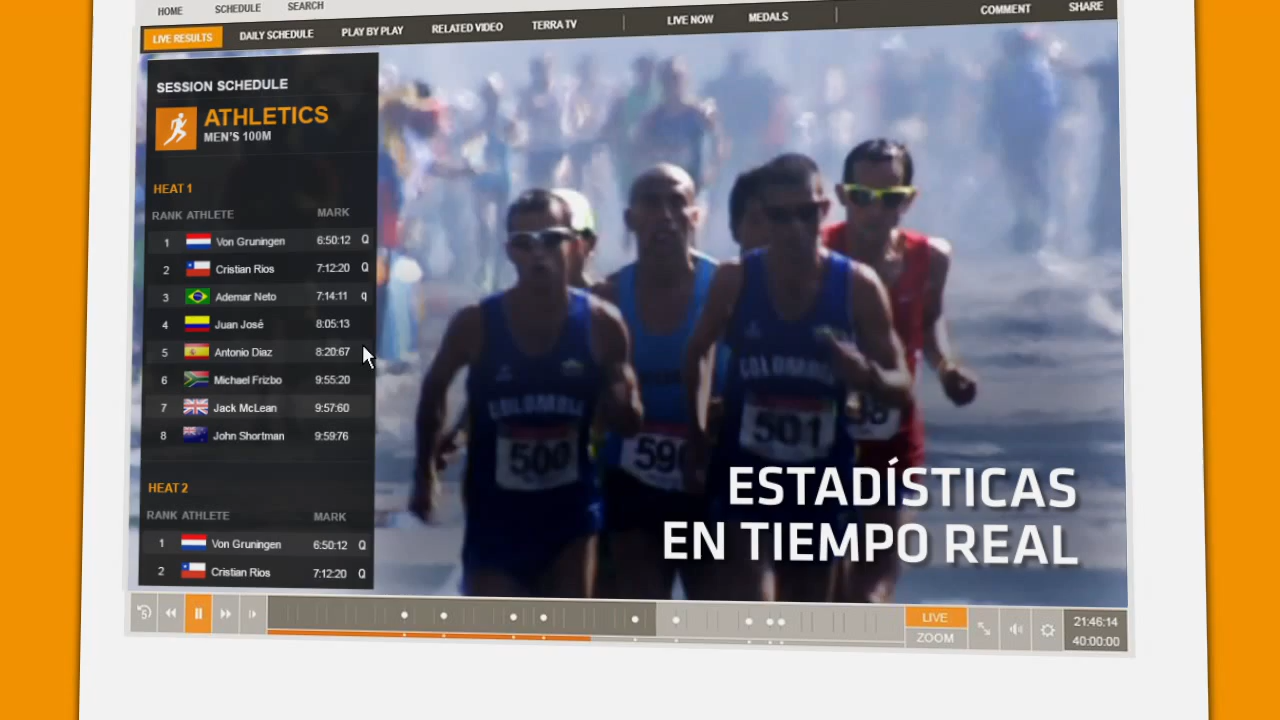 HOME SCHEDULE SEARCH
LIVE RESULTS DAILY SCHEDULE PLAY BY PLAY RELATED VIDEO TERRA TV LIVE NOW MEDALS COMMENT SHARE
SESSION SCHEDULE
ATHLETICS
MEN'S 100M
HEAT 1
RANK ATHLETE MARK
1 Von Gruningen 6:50:12 Q
2 Cristian Rios 7:12:20 Q
3 Ademar Neto 7:14:11 q
4 Juan José 8:05:13
5 Antonio Diaz 8:20:67
6 Michael Frizbo 9:55:20
7 Jack McLean 9:57:60
8 John Shortman 9:59:76
HEAT 2
RANK ATHLETE MARK
1 Von Gruningen 6:50:12 Q
2 Cristian Rios 7:12:20 Q
COLOMBIA
COLOMBIA
500
590
501
ESTADÍSTICAS
EN TIEMPO REAL
5
LIVE
ZOOM
21:46:14
40:00:00